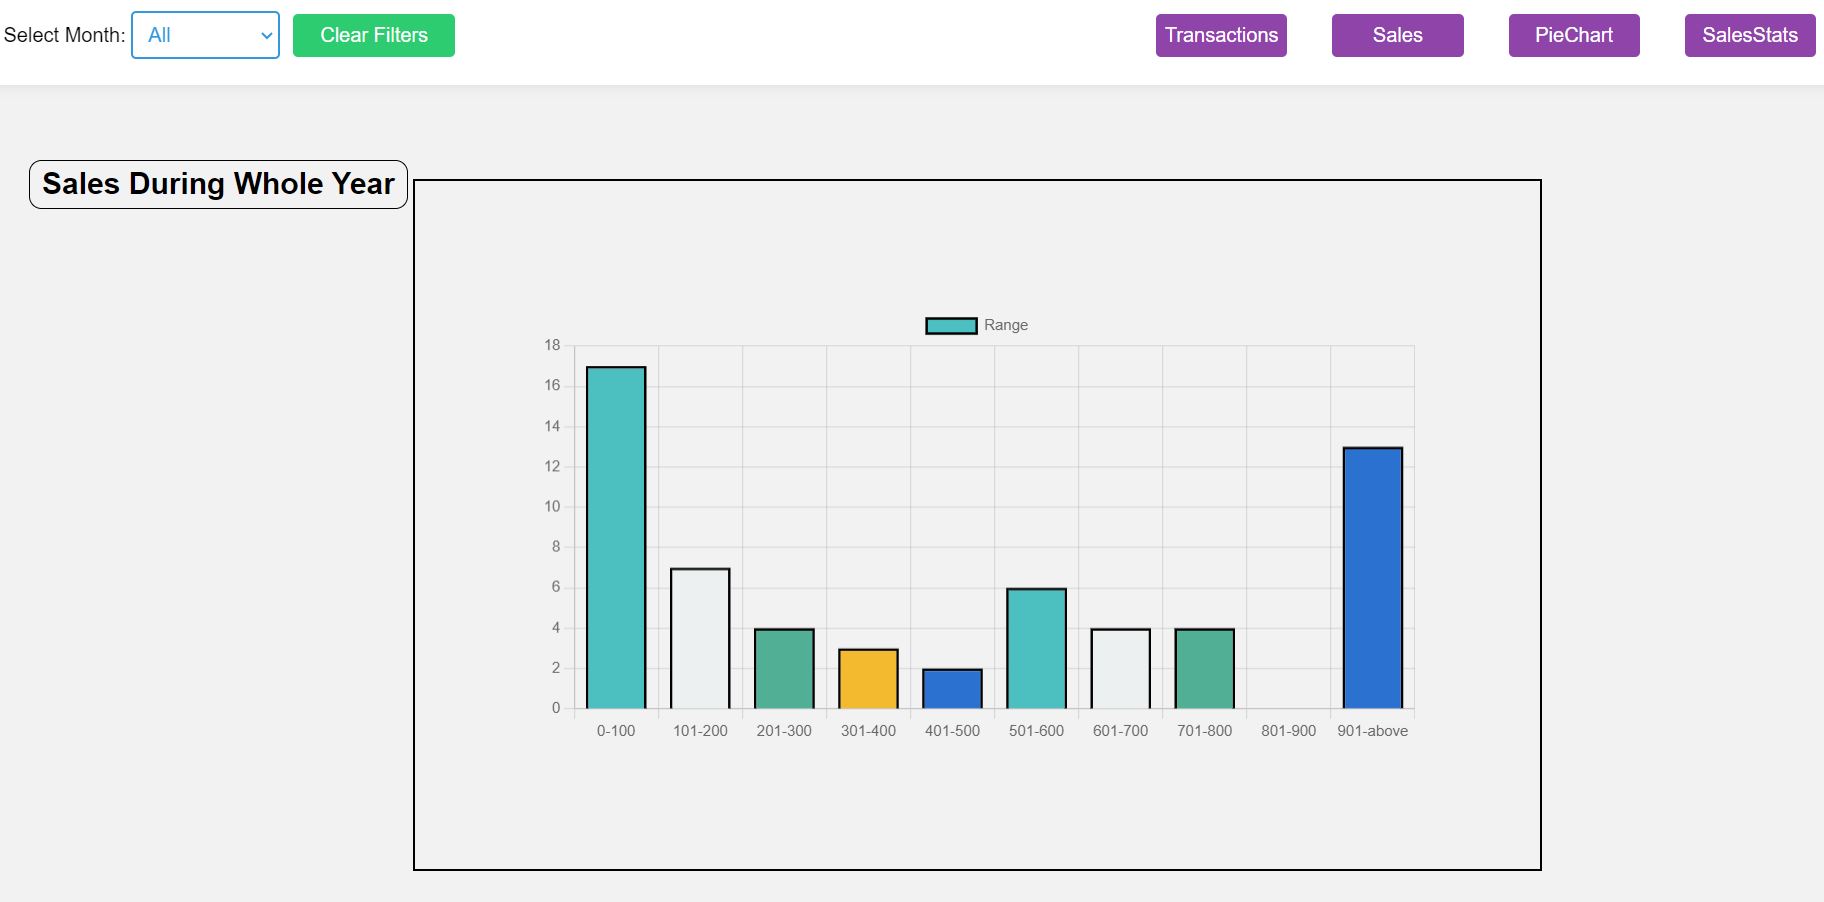 Select Month: All Clear Filters Transactions Sales PieChart SalesStats
Sales During Whole Year
Range
18
16
14
12
10
8
6
4
2
0
0-100 101-200 201-300 301-400 401-500 501-600 601-700 701-800 801-900 901-above